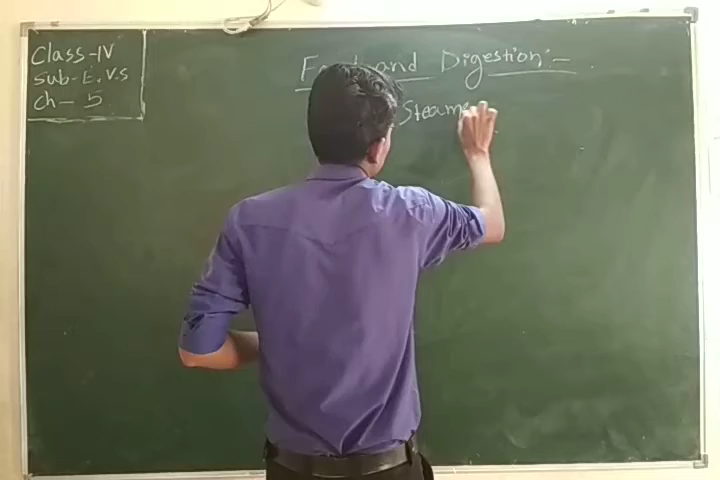 Class-IV
Sub- E.V.S
Ch- 5
and Digestion:-
Steam